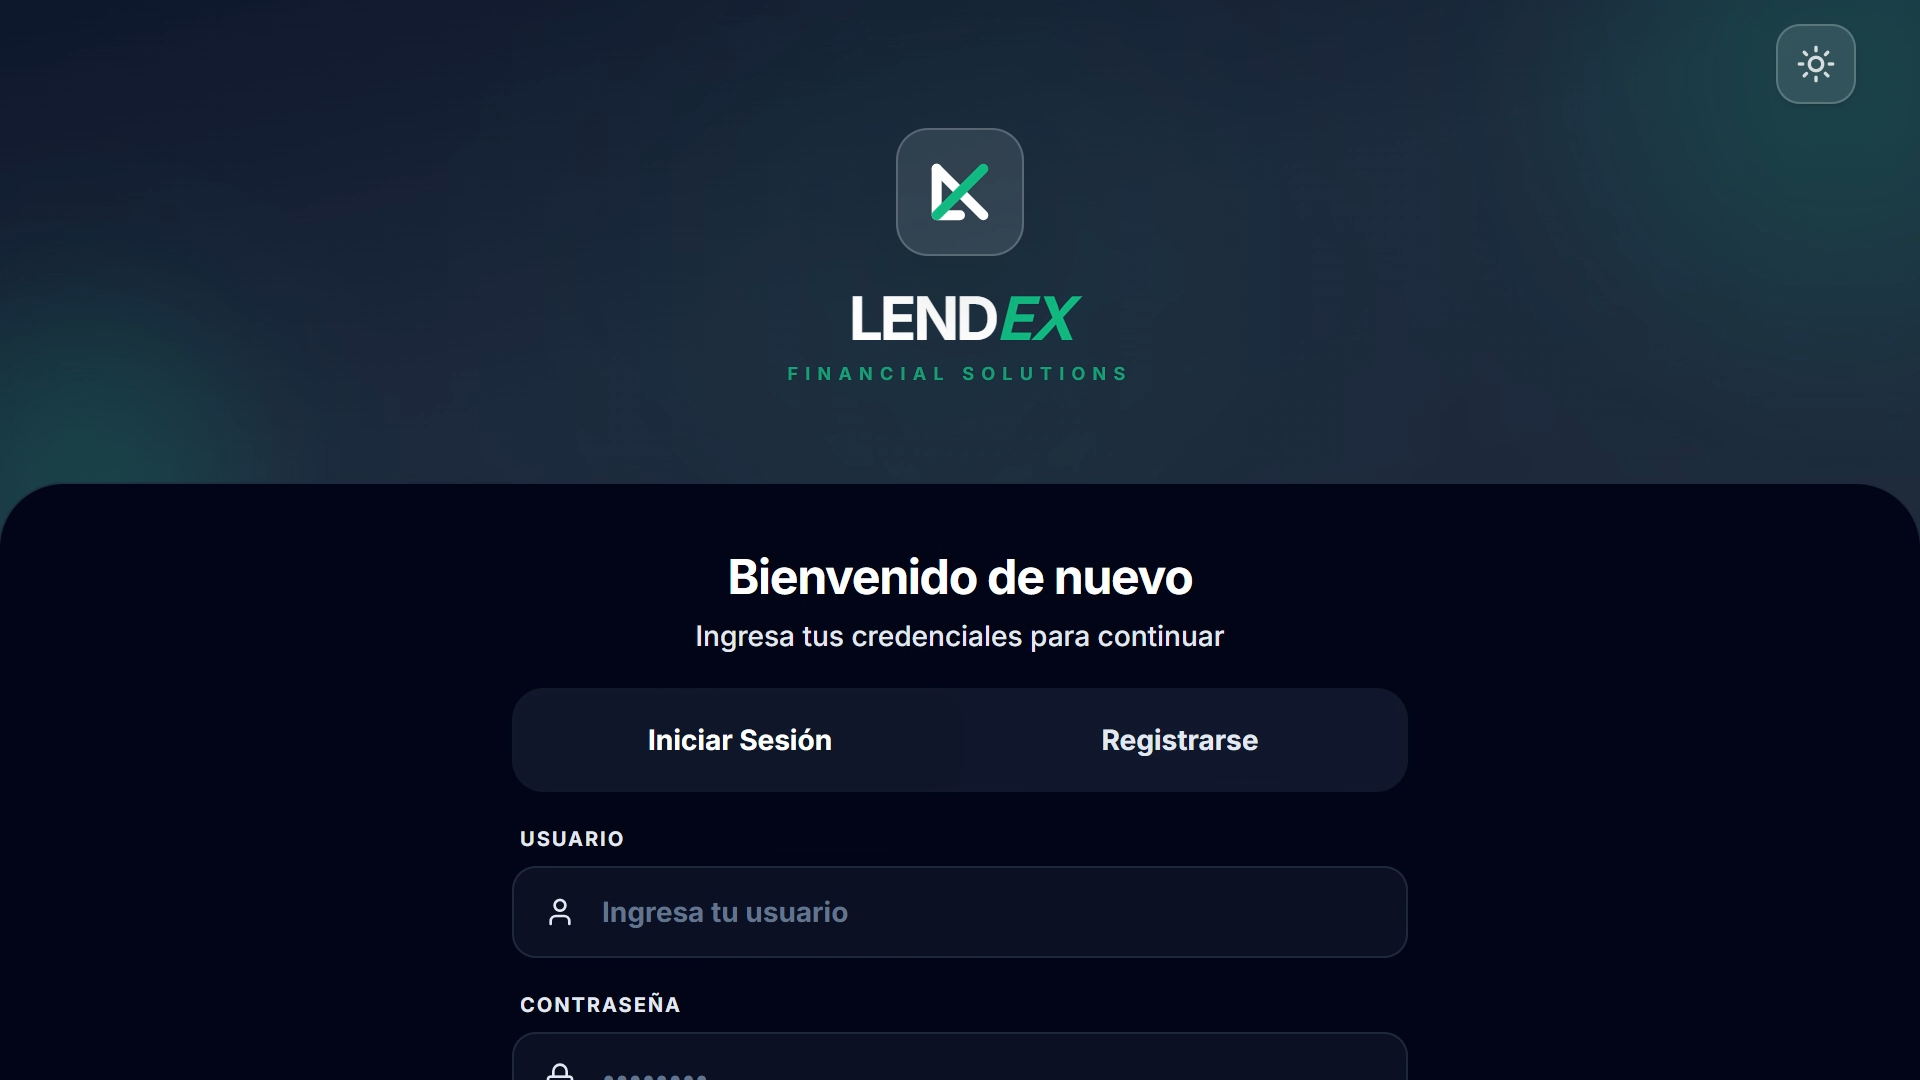 LENDEX
FINANCIAL SOLUTIONS
Bienvenido de nuevo
Ingresa tus credenciales para continuar
Iniciar Sesión
Registrarse
USUARIO
Ingresa tu usuario
CONTRASEÑA
••••••••